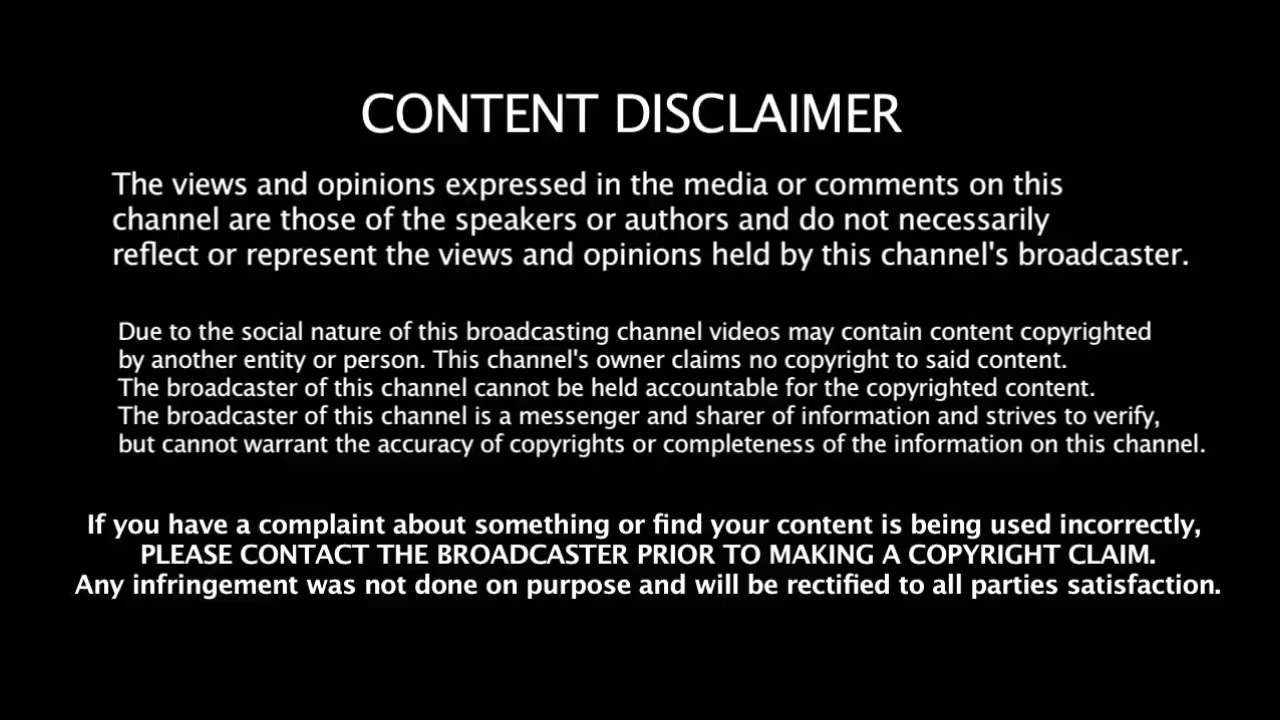 CONTENT DISCLAIMER
The views and opinions expressed in the media or comments on this
channel are those of the speakers or authors and do not necessarily
reflect or represent the views and opinions held by this channel's broadcaster.
Due to the social nature of this broadcasting channel videos may contain content copyrighted
by another entity or person. This channel's owner claims no copyright to said content.
The broadcaster of this channel cannot be held accountable for the copyrighted content.
The broadcaster of this channel is a messenger and sharer of information and strives to verify,
but cannot warrant the accuracy of copyrights or completeness of the information on this channel.
If you have a complaint about something or find your content is being used incorrectly,
PLEASE CONTACT THE BROADCASTER PRIOR TO MAKING A COPYRIGHT CLAIM.
Any infringement was not done on purpose and will be rectified to all parties satisfaction.